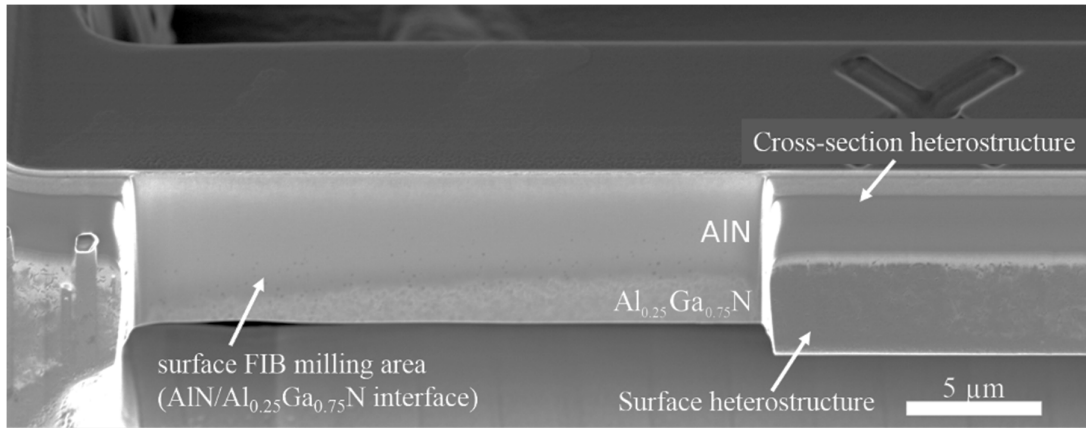 Cross-section heterostructure
AlN
Al₀.₂₅Ga₀.₇₅N
surface FIB milling area
(AlN/Al₀.₂₅Ga₀.₇₅N interface)
Surface heterostructure
5 μm